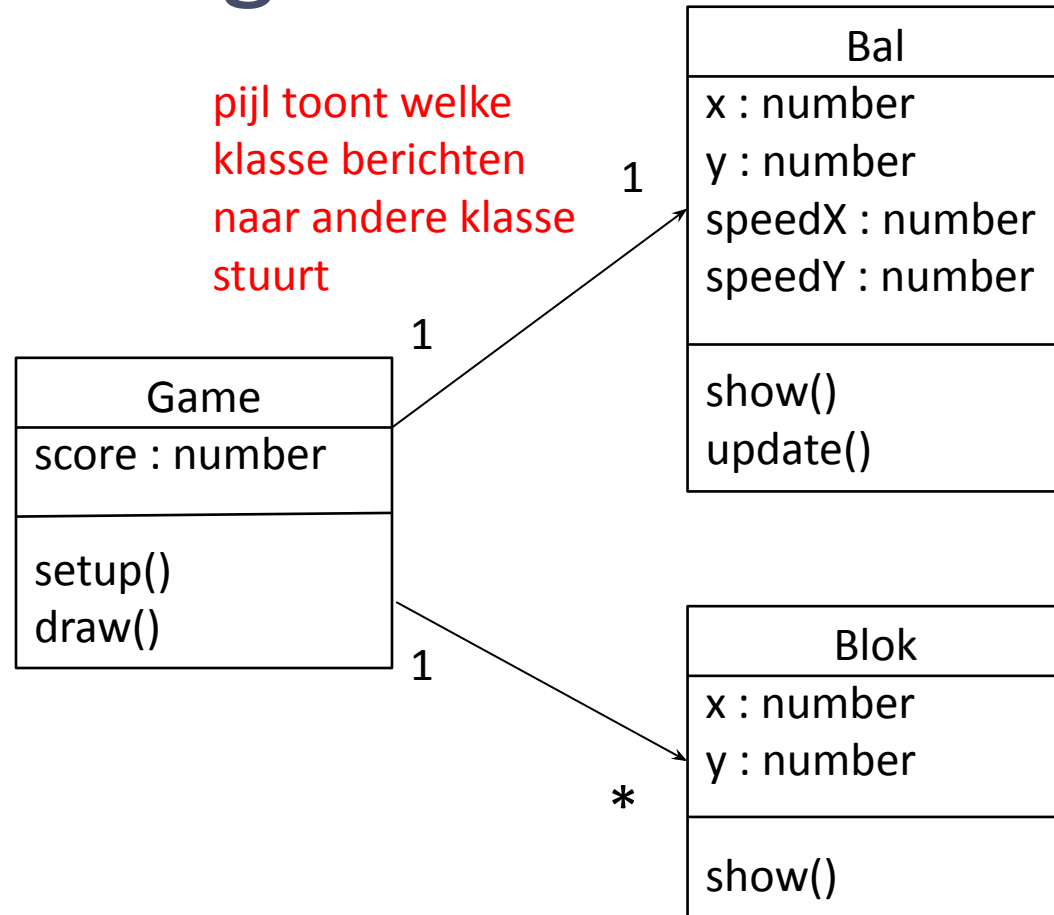 g
Bal
x : number
y : number
speedX : number
speedY : number
show()
update()
pijl toont welke
klasse berichten
naar andere klasse
stuurt
1
1
Game
score : number
setup()
draw()
1
*
Blok
x : number
y : number
show()